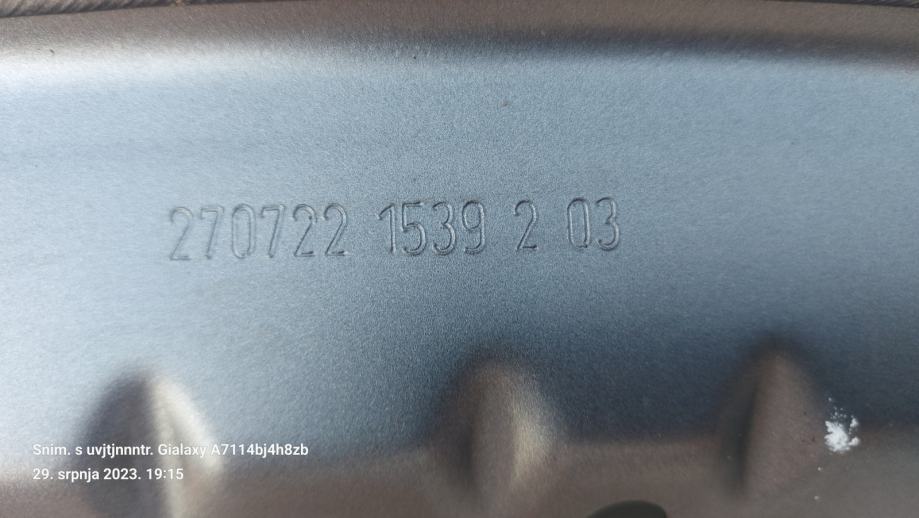 270722 1539 2 03
Snim. s uvjtjnnntr. Gialaxy A7114bj4h8zb
29. srpnja 2023. 19:15